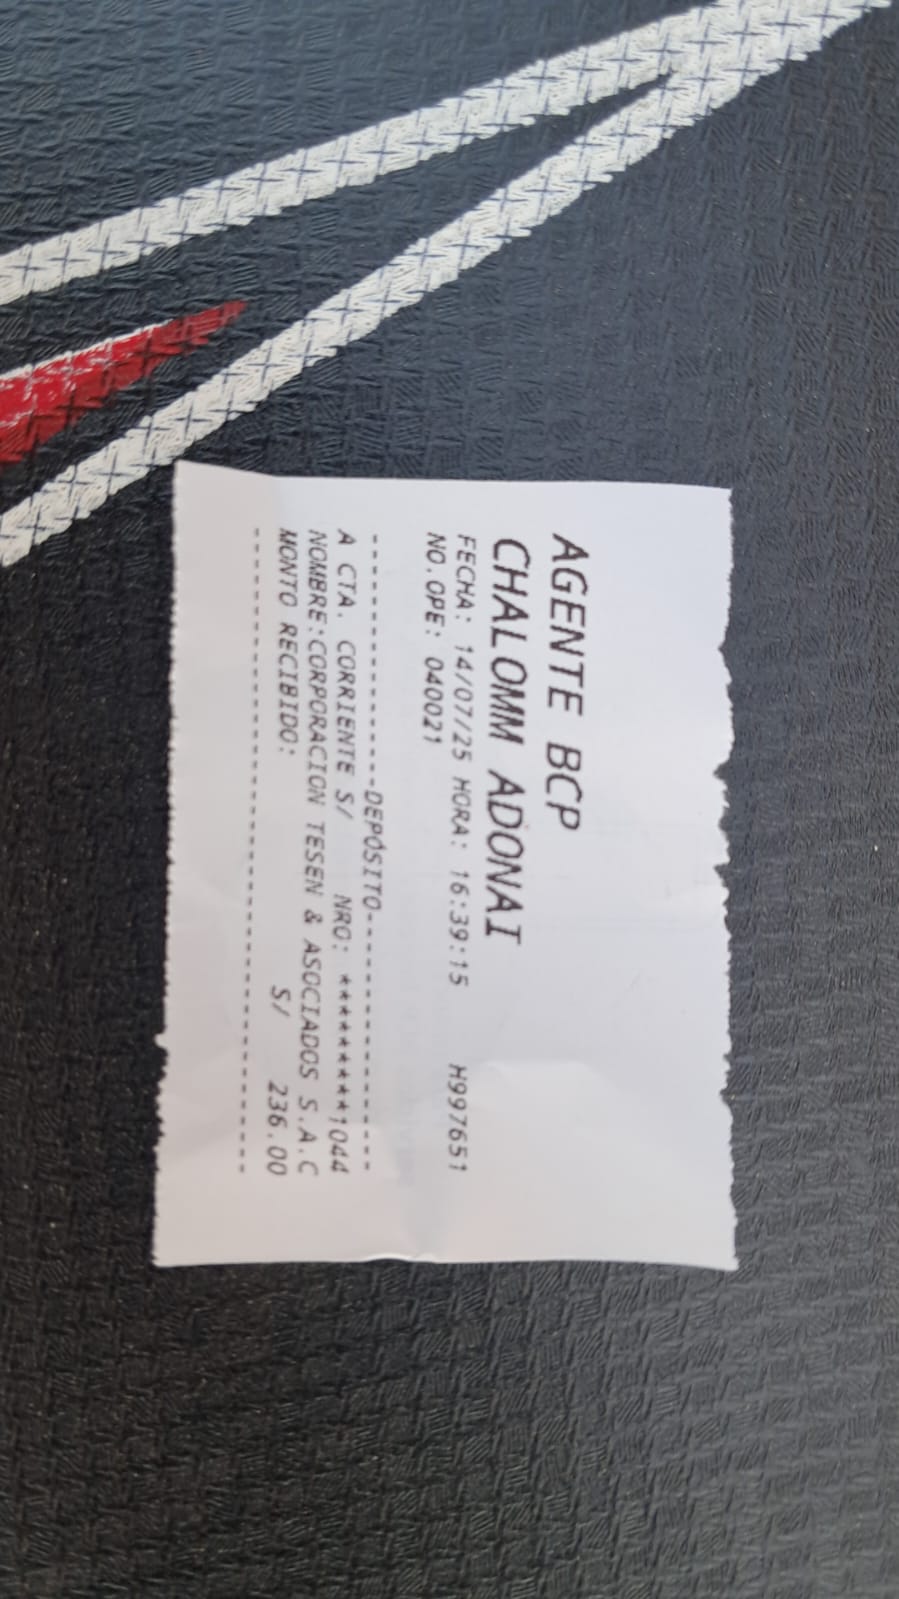 AGENTE BCP
CHALOMM ADONAI
FECHA: 14/07/25 HORA: 16:39:15 H997651
NO.OPE: 040021
----------------DEPÓSITO----------------
A CTA. CORRIENTE S/ NRO: *********1044
NOMBRE:CORPORACION TESEN & ASOCIADOS S.A.C
MONTO RECIBIDO: S/ 236.00
----------------------------------------